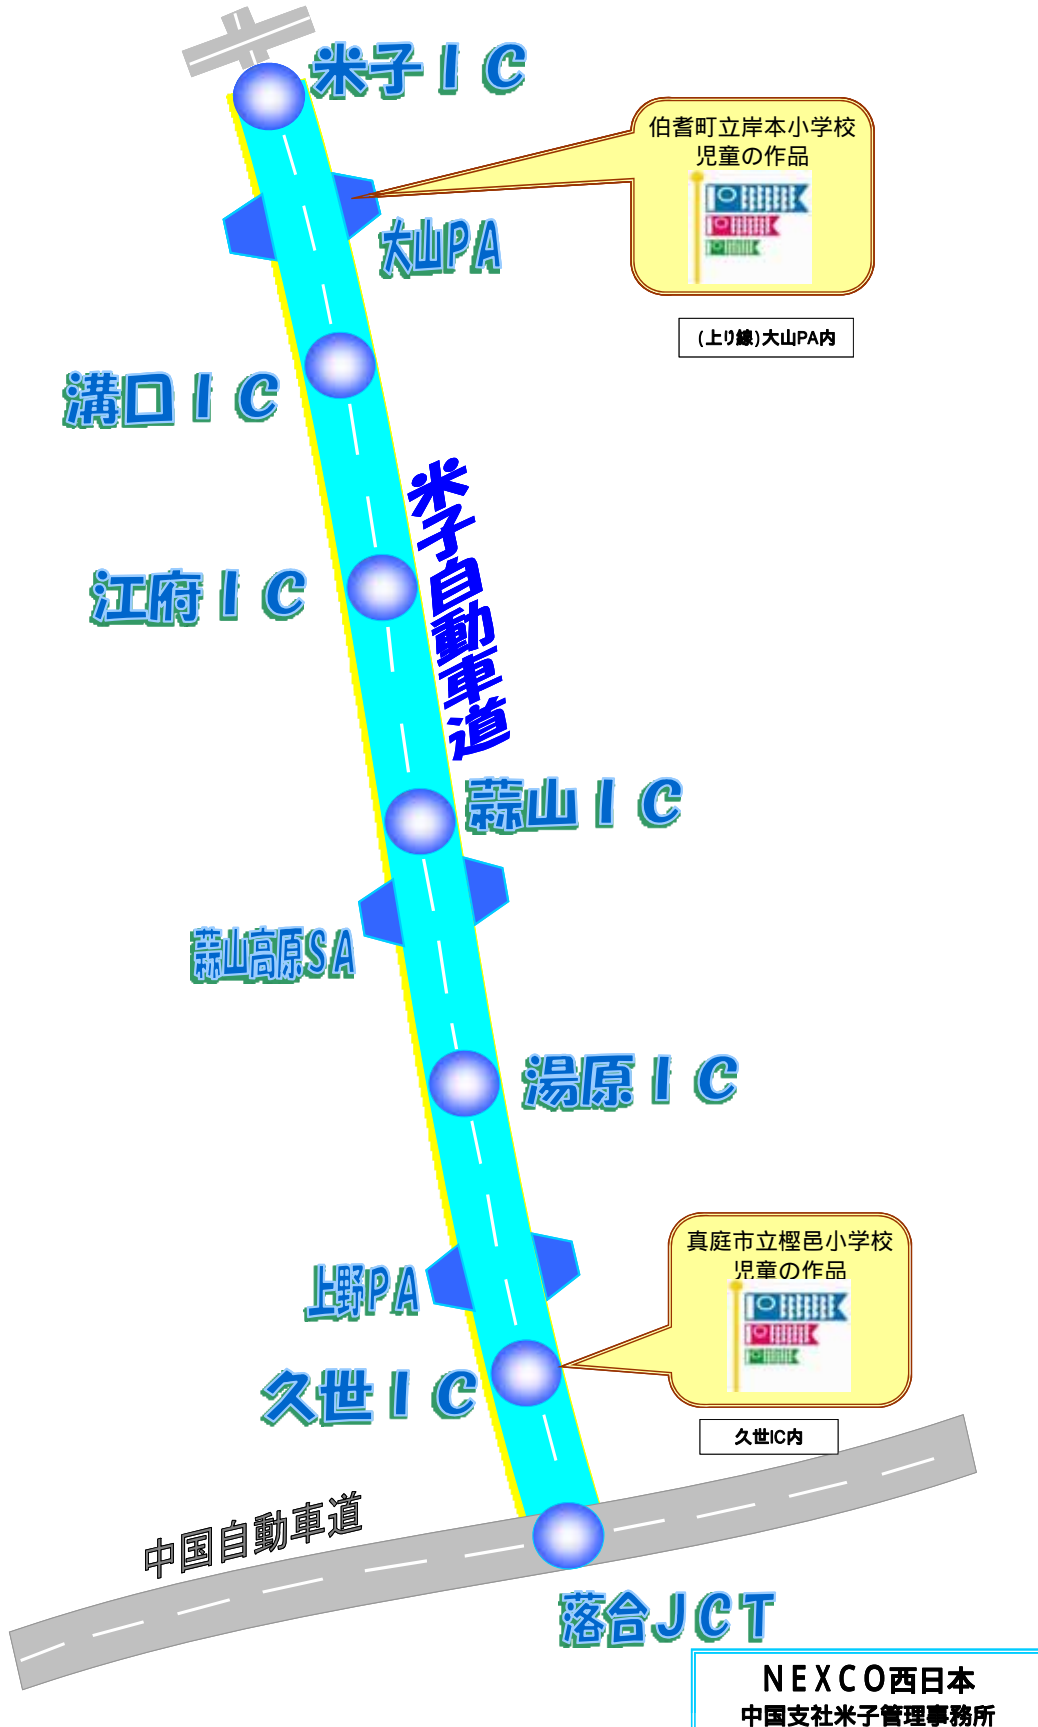 米子IC
伯耆町立岸本小学校
児童の作品
大山PA
(上り線)大山PA内
溝口IC
米子自動車道
江府IC
蒜山IC
蒜山高原SA
湯原IC
真庭市立樫邑小学校
児童の作品
上野PA
久世IC
久世IC内
中国自動車道
落合JCT
NEXCO西日本
中国支社米子管理事務所